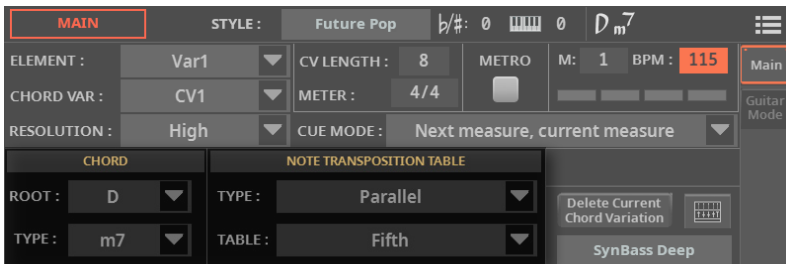 MAIN STYLE : Future Pop ♭/♯: 0 0 D m7
ELEMENT : Var1 CV LENGTH : 8 METRO M: 1 BPM : 115 Main
CHORD VAR : CV1 METER : 4/4 Guitar
Mode
RESOLUTION : High CUE MODE : Next measure, current measure
CHORD NOTE TRANSPOSITION TABLE
ROOT : D TYPE : Parallel Delete Current
Chord Variation
TYPE : m7 TABLE : Fifth SynBass Deep